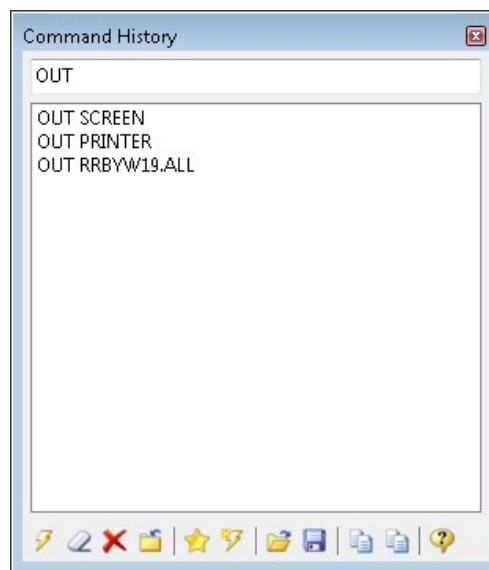 Command History
OUT
OUT SCREEN
OUT PRINTER
OUT RRBYW19.ALL